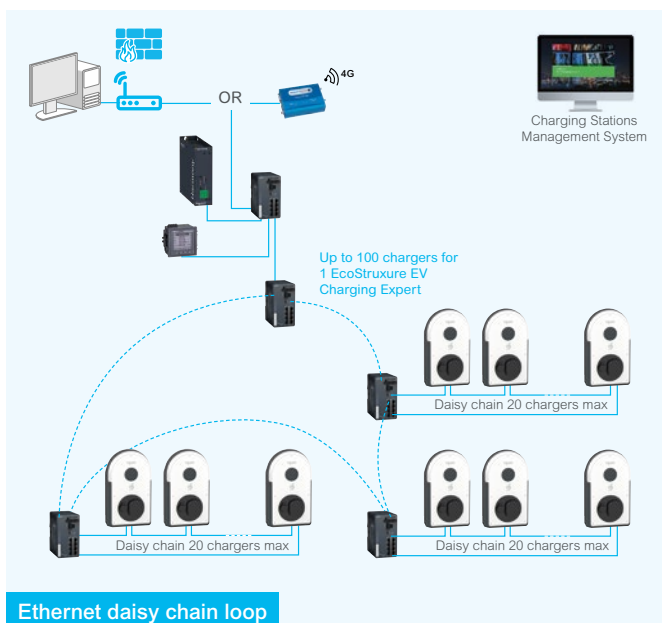 4G
OR
Charging Stations
Management System
Up to 100 chargers for
1 EcoStruxure EV
Charging Expert
Daisy chain 20 chargers max
Daisy chain 20 chargers max
Daisy chain 20 chargers max
Ethernet daisy chain loop